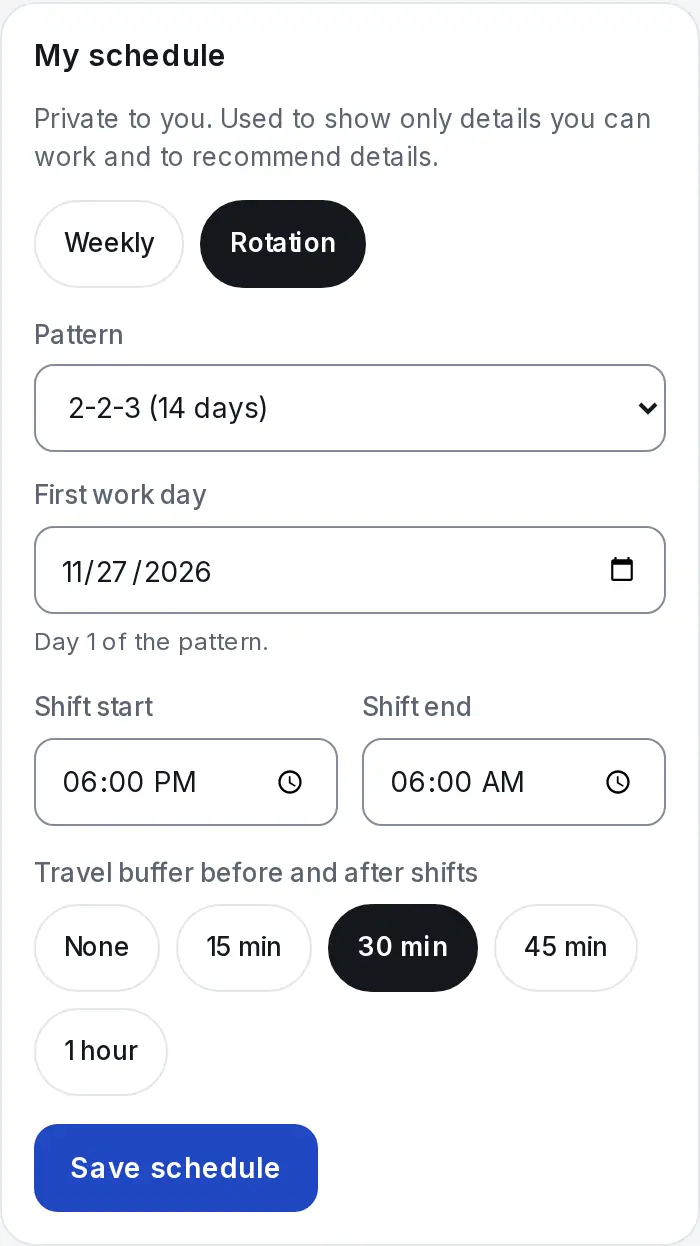 My schedule
Private to you. Used to show only details you can
work and to recommend details.
Weekly Rotation
Pattern
2-2-3 (14 days)
First work day
11/27/2026
Day 1 of the pattern.
Shift start Shift end
06:00 PM 06:00 AM
Travel buffer before and after shifts
None 15 min 30 min 45 min
1 hour
Save schedule